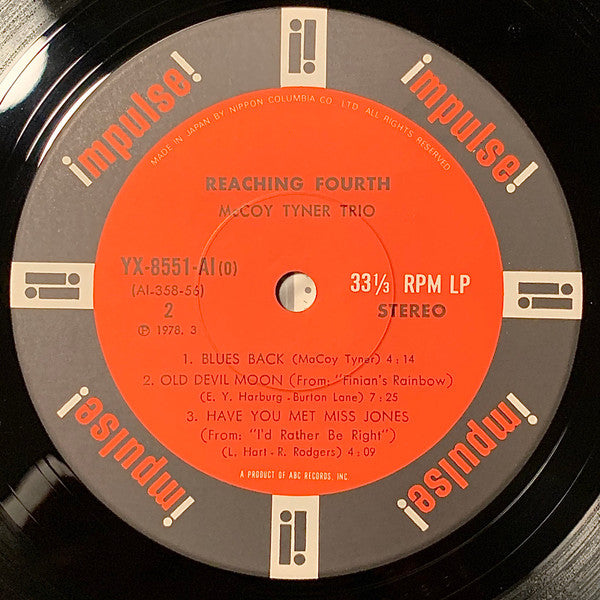 impulse!
impulse!
MADE IN JAPAN BY NIPPON COLUMBIA CO., LTD. ALL RIGHTS RESERVED
REACHING FOURTH
McCOY TYNER TRIO
YX-8551-AI (O)
(AI-358-56)
2
℗ 1978. 3
33⅓ RPM LP
STEREO
1. BLUES BACK (MaCoy Tyner) 4:14
2. OLD DEVIL MOON (From: "Finian's Rainbow)
(E. Y. Harburg - Burton Lane) 7:25
3. HAVE YOU MET MISS JONES
(From: "I'd Rather Be Right")
(L. Hart - R. Rodgers) 4:09
A PRODUCT OF ABC RECORDS, INC.
impulse!
impulse!